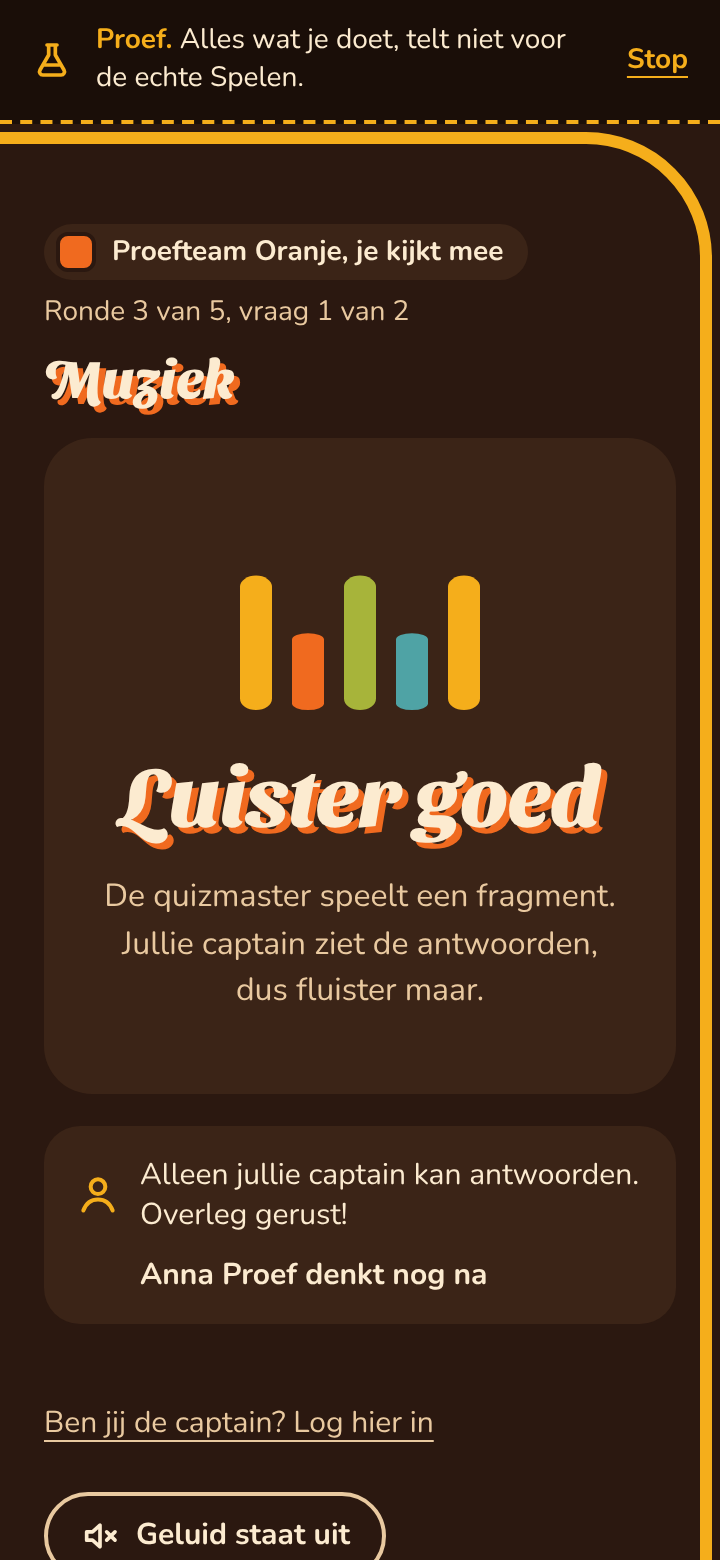 Proef. Alles wat je doet, telt niet voor
de echte Spelen.
Stop
Proefteam Oranje, je kijkt mee
Ronde 3 van 5, vraag 1 van 2
Muziek
Luister goed
De quizmaster speelt een fragment.
Jullie captain ziet de antwoorden,
dus fluister maar.
Alleen jullie captain kan antwoorden.
Overleg gerust!
Anna Proef denkt nog na
Ben jij de captain? Log hier in
Geluid staat uit